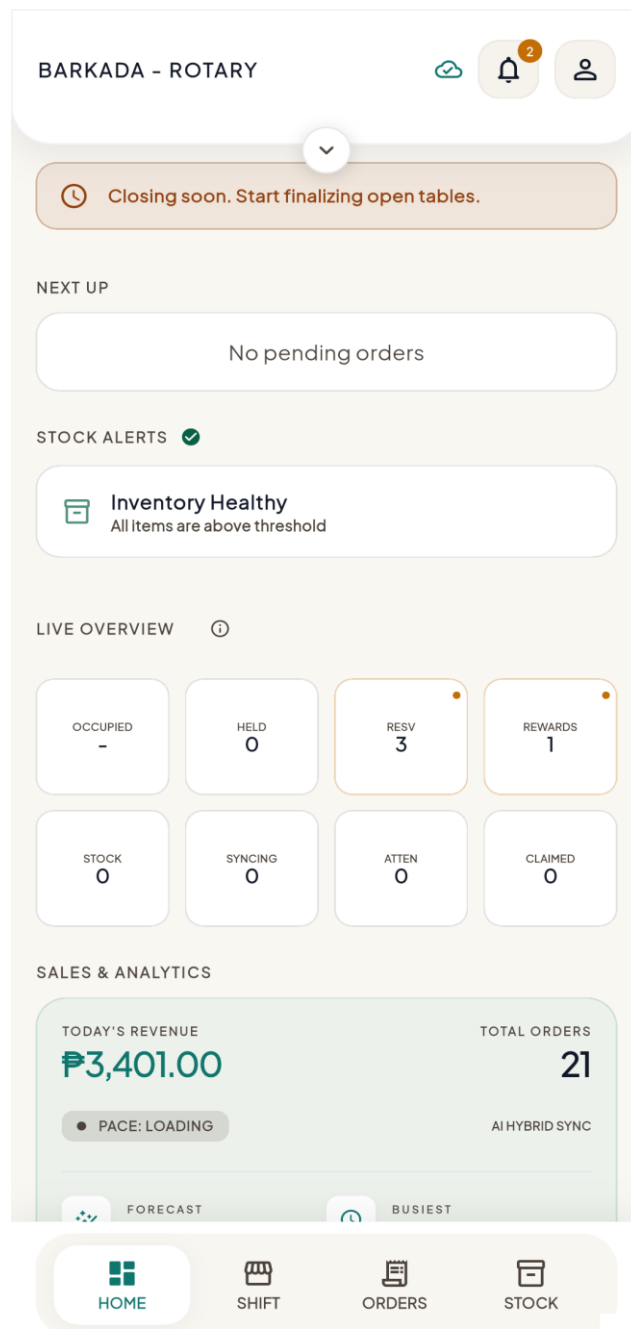 BARKADA - ROTARY
2
Closing soon. Start finalizing open tables.
NEXT UP
No pending orders
STOCK ALERTS
Inventory Healthy
All items are above threshold
LIVE OVERVIEW
OCCUPIED
-
HELD
0
RESV
3
REWARDS
1
STOCK
0
SYNCING
0
ATTEN
0
CLAIMED
0
SALES & ANALYTICS
TODAY'S REVENUE
₱3,401.00
TOTAL ORDERS
21
PACE: LOADING
AI HYBRID SYNC
FORECAST
BUSIEST
HOME
SHIFT
ORDERS
STOCK